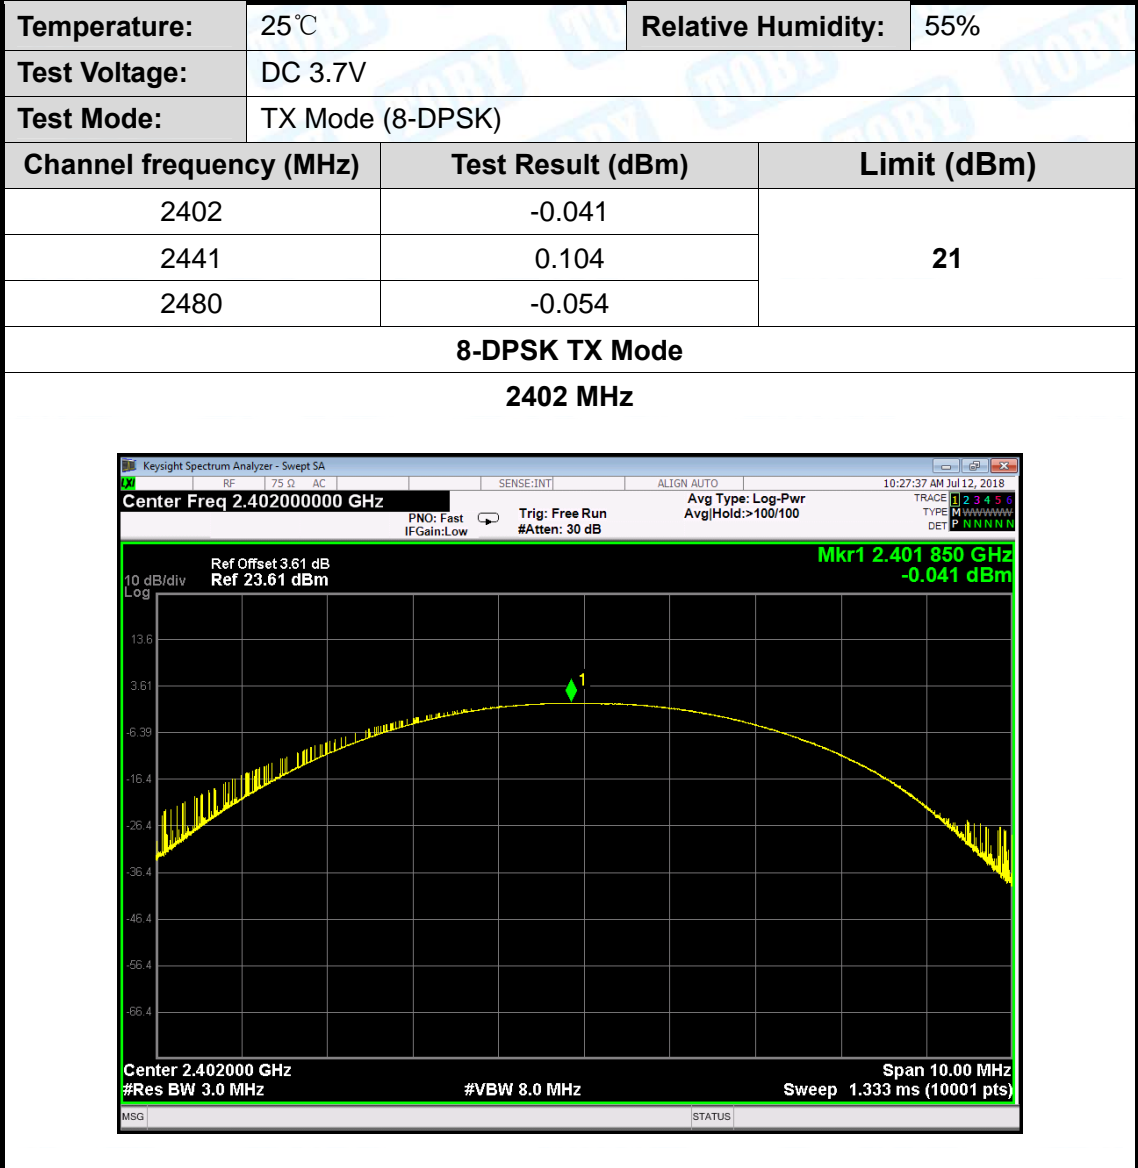 Temperature: 25℃ Relative Humidity: 55%
Test Voltage: DC 3.7V
Test Mode: TX Mode (8-DPSK)
Channel frequency (MHz) Test Result (dBm) Limit (dBm)
2402 -0.041
2441 0.104 21
2480 -0.054
8-DPSK TX Mode
2402 MHz
Keysight Spectrum Analyzer - Swept SA
LXI RF 75 Ω AC SENSE:INT ALIGN AUTO 10:27:37 AM Jul 12, 2018
Center Freq 2.402000000 GHz Avg Type: Log-Pwr TRACE 1 2 3 4 5 6
PNO: Fast Trig: Free Run Avg|Hold:>100/100 TYPE M WWWWW
IFGain:Low #Atten: 30 dB DET P N N N N N
Mkr1 2.401 850 GHz
Ref Offset 3.61 dB
10 dB/div Ref 23.61 dBm -0.041 dBm
Log
13.6
3.61
1
-6.39
-16.4
-26.4
-36.4
-46.4
-56.4
-66.4
Center 2.402000 GHz Span 10.00 MHz
#Res BW 3.0 MHz #VBW 8.0 MHz Sweep 1.333 ms (10001 pts)
MSG STATUS
TOBY
TOBY
TOBY
TOBY